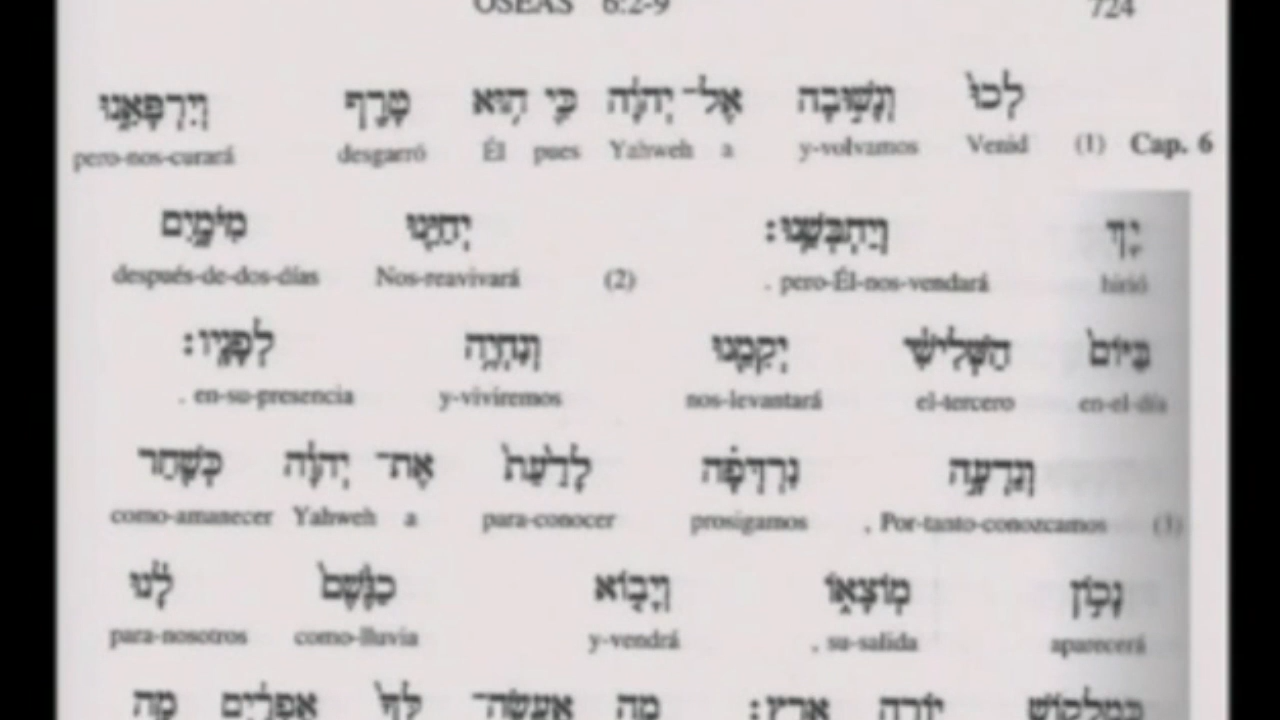 OSEAS 6:2-9 724
לְכוּ וְנָשׁוּבָה אֶל־יְהוָה כִּי הוּא טָרָף וְיִרְפָּאֵנוּ
Cap. 6 (1) Venid y-volvamos a Yahweh pues Él desgarró pero-nos-curará
יַךְ וְיַחְבְּשֵׁנוּ׃ יְחַיֵּנוּ מִיֹּמָיִם
hirió pero-Él-nos-vendará . (2) Nos-reavivará después-de-dos-días
בַּיּוֹם הַשְּׁלִישִׁי יְקִמֵנוּ וְנִחְיֶה לְפָנָיו׃
en-el-día el-tercero nos-levantará y-viviremos en-su-presencia .
וְנֵדְעָה נִרְדְּפָה לָדַעַת אֶת־יְהוָה כְּשַׁחַר
(3) Por-tanto-conozcamos , prosigamos para-conocer a Yahweh como-amanecer
נָכוֹן מוֹצָאוֹ וְיָבוֹא כַגֶּשֶׁם לָנוּ
aparecerá su-salida , y-vendrá como-lluvia para-nosotros
כְּמַלְקוֹשׁ יוֹרֶה אָרֶץ׃ מָה אֶעֱשֶׂה־לְּךָ אֶפְרַיִם מָה